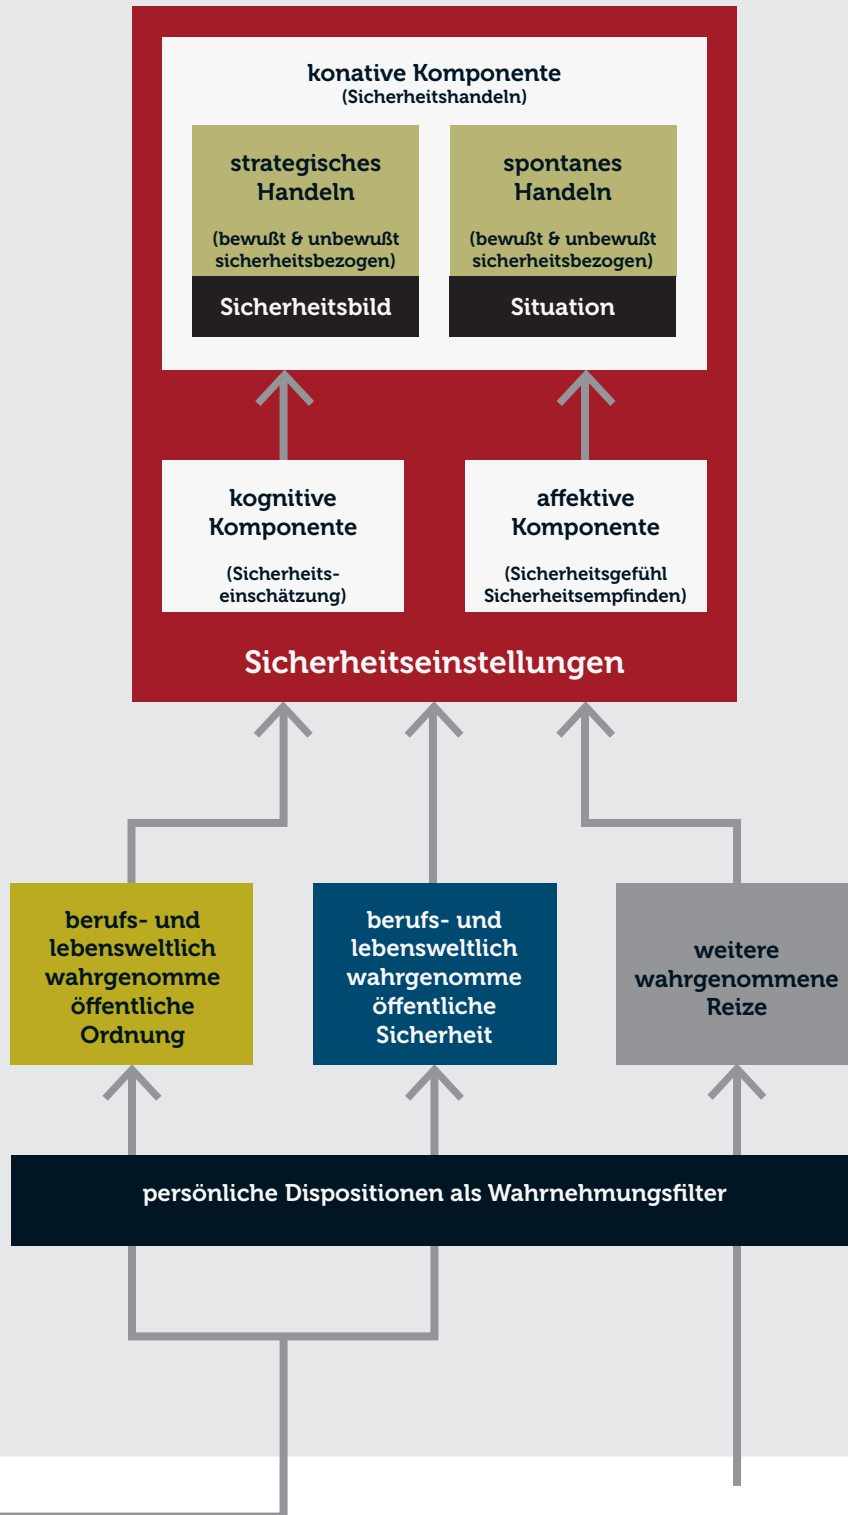 konative Komponente
(Sicherheitshandeln)
strategisches
Handeln
(bewußt & unbewußt
sicherheitsbezogen)
Sicherheitsbild
spontanes
Handeln
(bewußt & unbewußt
sicherheitsbezogen)
Situation
kognitive
Komponente
(Sicherheits-
einschätzung)
affektive
Komponente
(Sicherheitsgefühl
Sicherheitsempfinden)
Sicherheitseinstellungen
berufs- und
lebensweltlich
wahrgenomme
öffentliche
Ordnung
berufs- und
lebensweltlich
wahrgenomme
öffentliche
Sicherheit
weitere
wahrgenommene
Reize
persönliche Dispositionen als Wahrnehmungsfilter